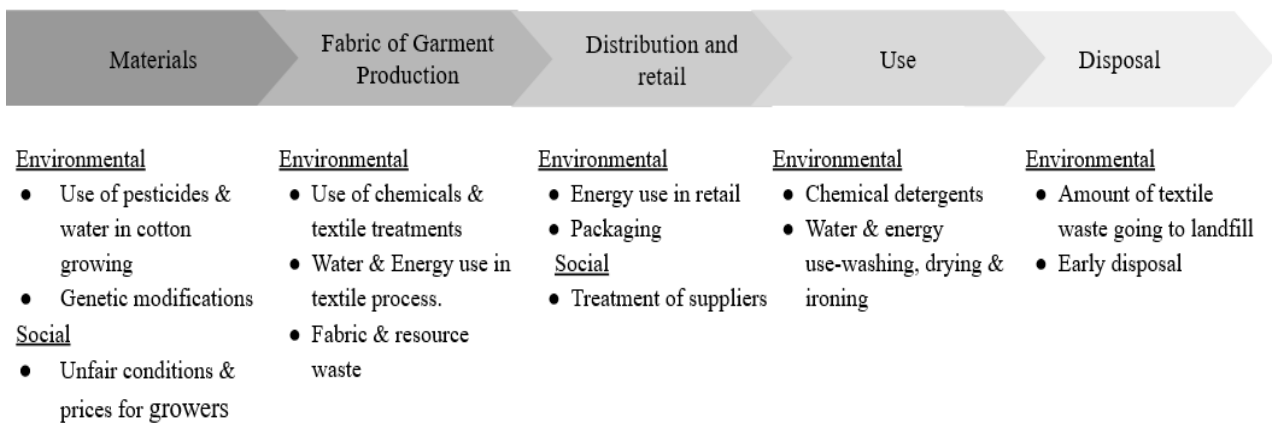 Materials
Fabric of Garment
Production
Distribution and
retail
Use
Disposal
Environmental
● Use of pesticides &
water in cotton
growing
● Genetic modifications
Social
● Unfair conditions &
prices for growers
Environmental
● Use of chemicals &
textile treatments
● Water & Energy use in
textile process.
● Fabric & resource
waste
Environmental
● Energy use in retail
● Packaging
Social
● Treatment of suppliers
Environmental
● Chemical detergents
● Water & energy
use-washing, drying &
ironing
Environmental
● Amount of textile
waste going to landfill
● Early disposal